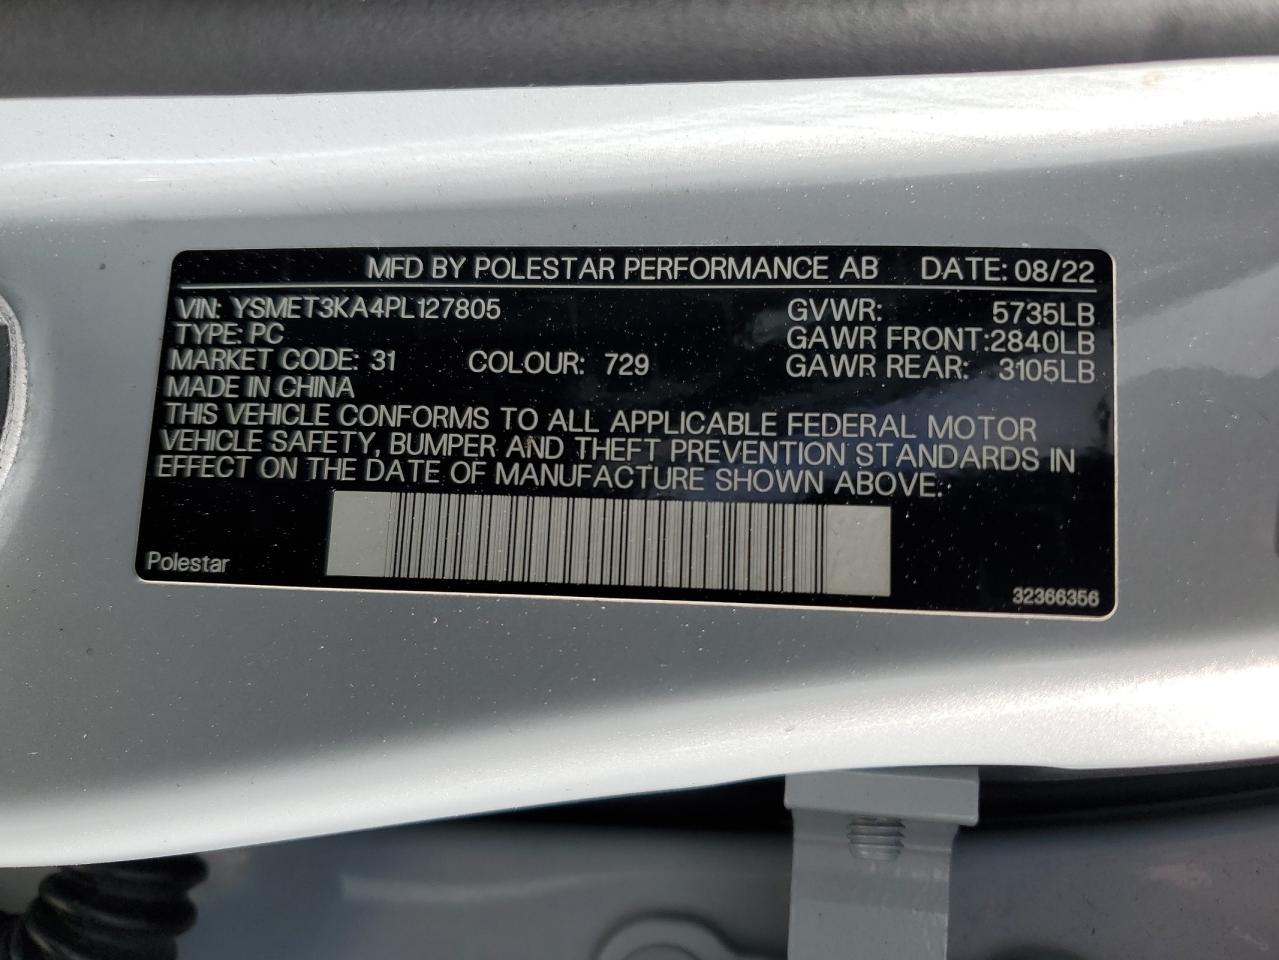 MFD BY POLESTAR PERFORMANCE AB DATE: 08/22
VIN: YSMET3KA4PL127805 GVWR: 5735LB
TYPE: PC GAWR FRONT: 2840LB
MARKET CODE: 31 COLOUR: 729 GAWR REAR: 3105LB
MADE IN CHINA
THIS VEHICLE CONFORMS TO ALL APPLICABLE FEDERAL MOTOR
VEHICLE SAFETY, BUMPER AND THEFT PREVENTION STANDARDS IN
EFFECT ON THE DATE OF MANUFACTURE SHOWN ABOVE.
Polestar
32366356